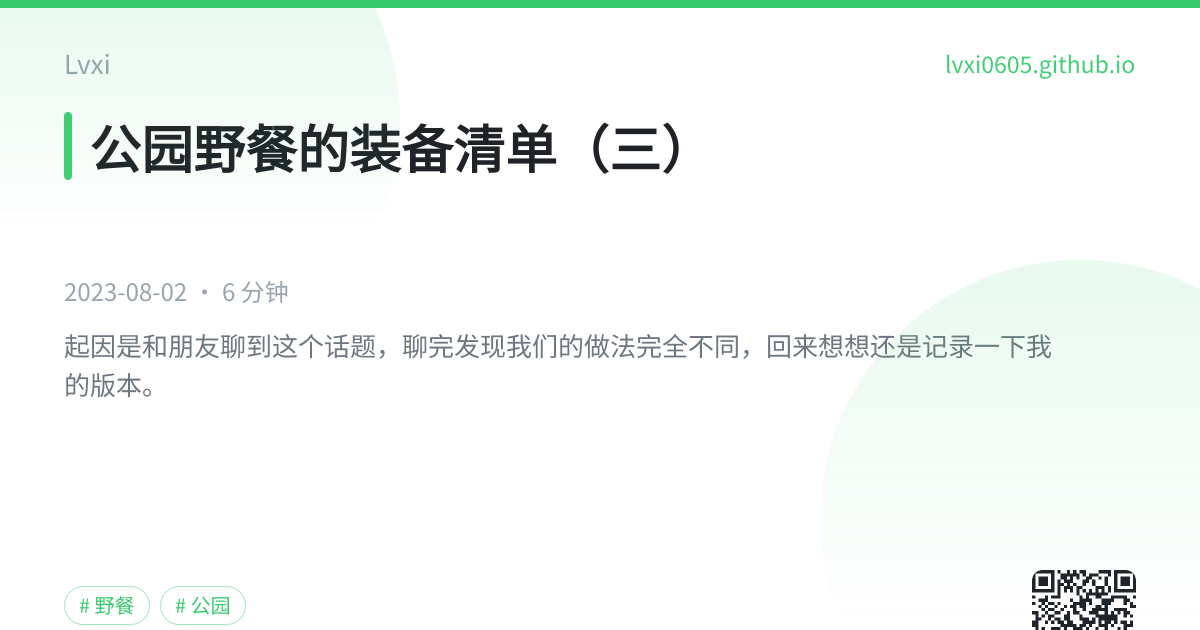 Lvxi
lvxi0605.github.io
公园野餐的装备清单（三）
2023-08-02 · 6 分钟
起因是和朋友聊到这个话题，聊完发现我们的做法完全不同，回来想想还是记录一下我
的版本。
# 野餐
# 公园